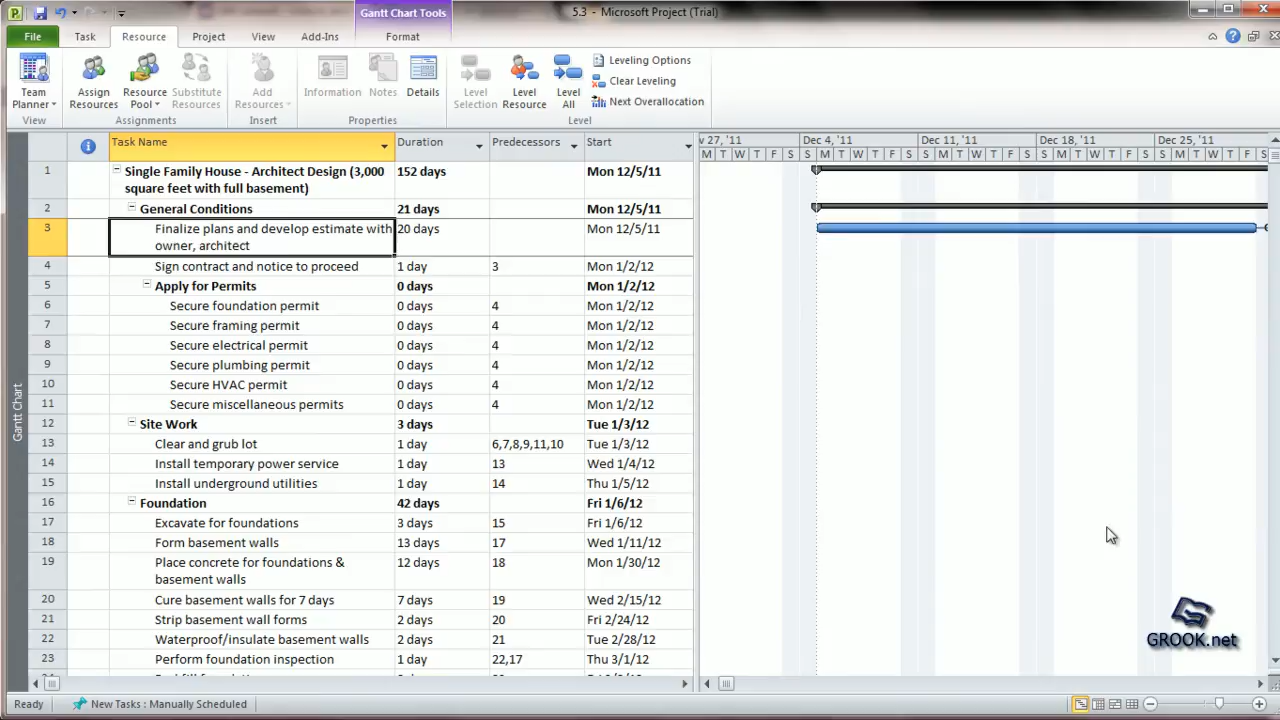 Gantt Chart Tools
5.3 - Microsoft Project (Trial)
File Task Resource Project View Add-Ins Format
Team Planner
Assign Resources
Resource Pool
Substitute Resources
Add Resources
Information
Notes
Details
Level Selection
Level Resource
Level All
Leveling Options
Clear Leveling
Next Overallocation
View Assignments Insert Properties Level
Task Name Duration Predecessors Start
27, '11 Dec 4, '11 Dec 11, '11 Dec 18, '11 Dec 25, '11
M T W T F S S M T W T F S S M T W T F S S M T W T F S S M T W T F S
1 Single Family House - Architect Design (3,000 152 days Mon 12/5/11
square feet with full basement)
2 General Conditions 21 days Mon 12/5/11
3 Finalize plans and develop estimate with 20 days Mon 12/5/11
owner, architect
4 Sign contract and notice to proceed 1 day 3 Mon 1/2/12
5 Apply for Permits 0 days Mon 1/2/12
6 Secure foundation permit 0 days 4 Mon 1/2/12
7 Secure framing permit 0 days 4 Mon 1/2/12
8 Secure electrical permit 0 days 4 Mon 1/2/12
9 Secure plumbing permit 0 days 4 Mon 1/2/12
10 Secure HVAC permit 0 days 4 Mon 1/2/12
11 Secure miscellaneous permits 0 days 4 Mon 1/2/12
12 Site Work 3 days Tue 1/3/12
13 Clear and grub lot 1 day 6,7,8,9,11,10 Tue 1/3/12
14 Install temporary power service 1 day 13 Wed 1/4/12
15 Install underground utilities 1 day 14 Thu 1/5/12
16 Foundation 42 days Fri 1/6/12
17 Excavate for foundations 3 days 15 Fri 1/6/12
18 Form basement walls 13 days 17 Wed 1/11/12
19 Place concrete for foundations & 12 days 18 Mon 1/30/12
basement walls
20 Cure basement walls for 7 days 7 days 19 Wed 2/15/12
21 Strip basement wall forms 2 days 20 Fri 2/24/12
22 Waterproof/insulate basement walls 2 days 21 Tue 2/28/12
23 Perform foundation inspection 1 day 22,17 Thu 3/1/12
Gantt Chart
GROOK.net
Ready New Tasks : Manually Scheduled